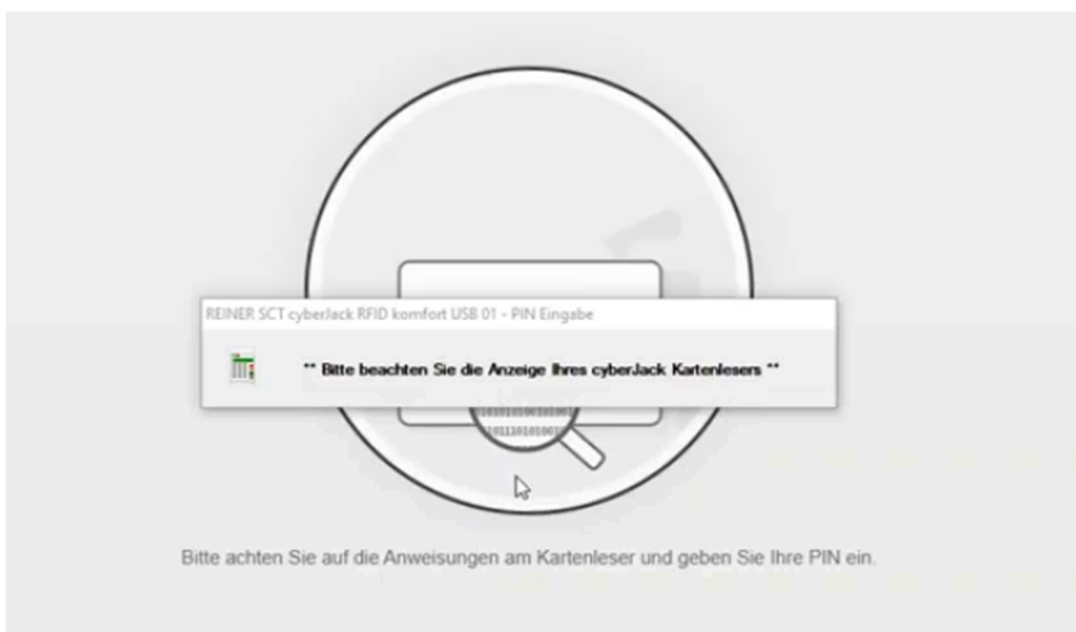 REINER SCT cyberJack RFID komfort USB 01 - PIN Eingabe
** Bitte beachten Sie die Anzeige Ihres cyberJack Kartenlesers **
Bitte achten Sie auf die Anweisungen am Kartenleser und geben Sie Ihre PIN ein.